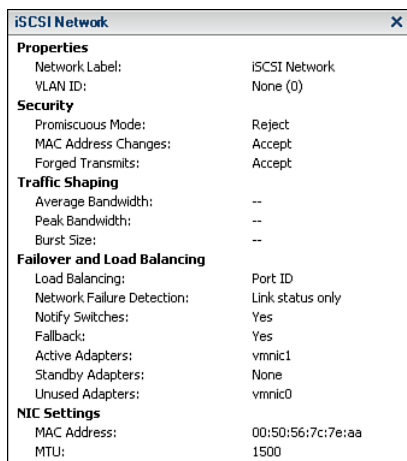 iSCSI Network
Properties
Network Label: iSCSI Network
VLAN ID: None (0)
Security
Promiscuous Mode: Reject
MAC Address Changes: Accept
Forged Transmits: Accept
Traffic Shaping
Average Bandwidth: --
Peak Bandwidth: --
Burst Size: --
Failover and Load Balancing
Load Balancing: Port ID
Network Failure Detection: Link status only
Notify Switches: Yes
Fallback: Yes
Active Adapters: vmnic1
Standby Adapters: None
Unused Adapters: vmnic0
NIC Settings
MAC Address: 00:50:56:7c:7e:aa
MTU: 1500